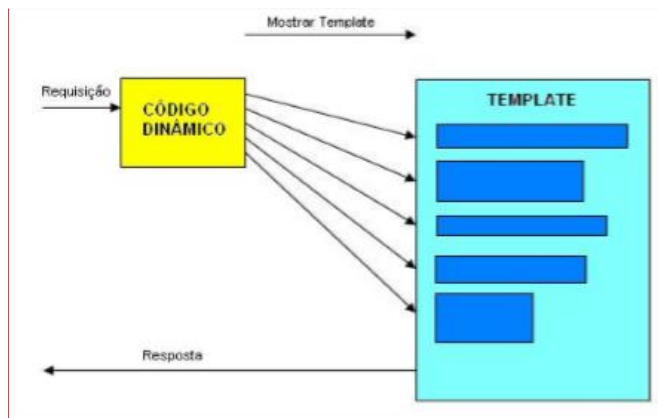 Mostrar Template
Requisição
CÓDIGO
DINÂMICO
TEMPLATE
Resposta